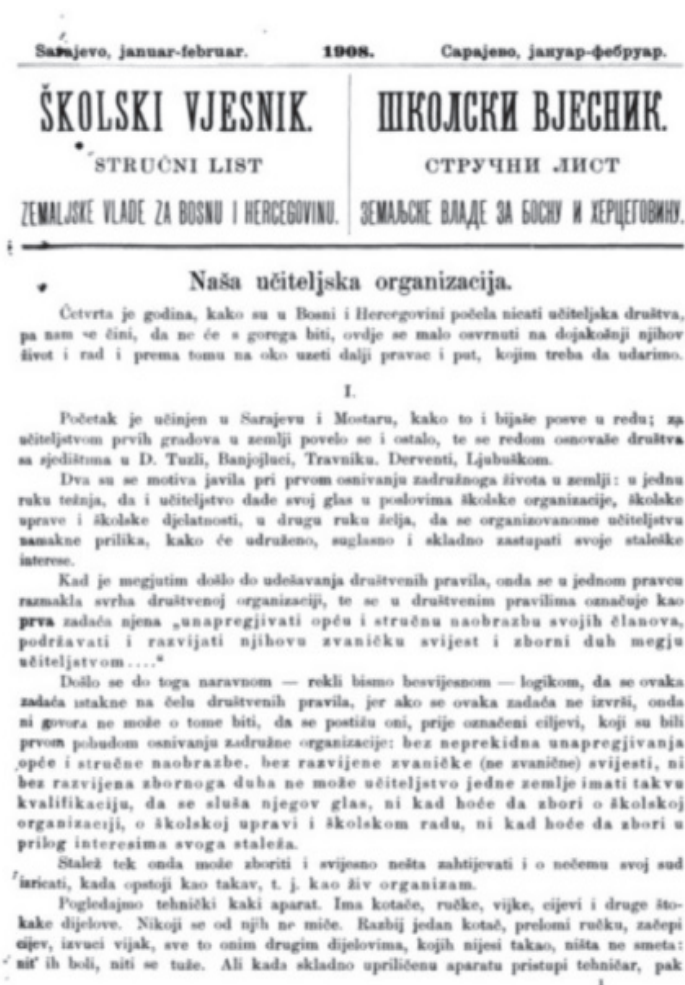 Sarajevo, januar-februar. 1908. Сарајево, јануар-фебруар.
ŠKOLSKI VJESNIK.
STRUČNI LIST
ZEMALJSKE VLADE ZA BOSNU I HERCEGOVINU.
ШКОЛСКИ ВЈЕСНИК.
СТРУЧНИ ЛИСТ
ЗЕМАЉСКЕ ВЛАДЕ ЗА БОСНУ И ХЕРЦЕГОВИНУ.
Naša učiteljska organizacija.
Četvrta je godina, kako su u Bosni i Hercegovini počela nicati učiteljska društva,
pa nam se čini, da ne će s gorega biti, ovdje se malo osvrnuti na dojakošnji njihov
život i rad i prema tomu na oko uzeti dalji pravac i put, kojim treba da udarimo.
I.
Početak je učinjen u Sarajevu i Mostaru, kako to i bijaše posve u redu; za
učiteljstvom prvih gradova u zemlji povelo se i ostalo, te se redom osnovaše društva
sa sjedištima u D. Tuzli, Banjojluci, Travniku. Derventi, Ljubuškom.
Dva su se motiva javila pri prvom osnivanju zadružnoga života u zemlji: u jednu
ruku težnja, da i učiteljstvo dade svoj glas u poslovima školske organizacije, školske
uprave i školske djelatnosti, u drugu ruku želja, da se organizovanome učiteljstvu
namakne prilika, kako će udruženo, suglasno i skladno zastupati svoje staleške
interese.
Kad je megjutim došlo do udešavanja društvenih pravila, onda se u jednom pravcu
razmakla svrha društvenoj organizaciji, te se u društvenim pravilima označuje kao
prva zadaća njena „unapregjivati opću i stručnu naobrazbu svojih članova,
podržavati i razvijati njihovu zvaničku svijest i zborni duh megju
učiteljstvom....“
Došlo se do toga naravnom — rekli bismo besvijesnom — logikom, da se ovaka
zadaća istakne na čelu društvenih pravila, jer ako se ovaka zadaća ne izvrši, onda
ni govora ne može o tome biti, da se postižu oni, prije označeni ciljevi, koji su bili
prvom pobudom osnivanju zadružne organizacije: bez neprekidna unapregjivanja
opće i stručne naobrazbe. bez razvijene zvaničke (ne zvanične) svijesti, ni
bez razvijena zbornoga duha ne može učiteljstvo jedne zemlje imati takvu
kvalifikaciju, da se sluša njegov glas, ni kad hoće da zbori o školskoj
organizaciji, o školskoj upravi i školskom radu, ni kad hoće da zbori u
prilog interesima svoga staleža.
Stalež tek onda može zboriti i svijesno nešta zahtijevati i o nečemu svoj sud
izricati, kada opstoji kao takav, t. j. kao živ organizam.
Pogledajmo tehnički kaki aparat. Ima kotače, ručke, vijke, cijevi i druge što-
kake dijelove. Nikoji se od njih ne miče. Razbij jedan kotač, prelomi ručku, začepi
cijev, izvuci vijak, sve to onim drugim dijelovima, kojih nijesi takao, ništa ne smeta:
nit' ih boli, niti se tuže. Ali kada skladno upriličenu aparatu pristupi tehničar, pak